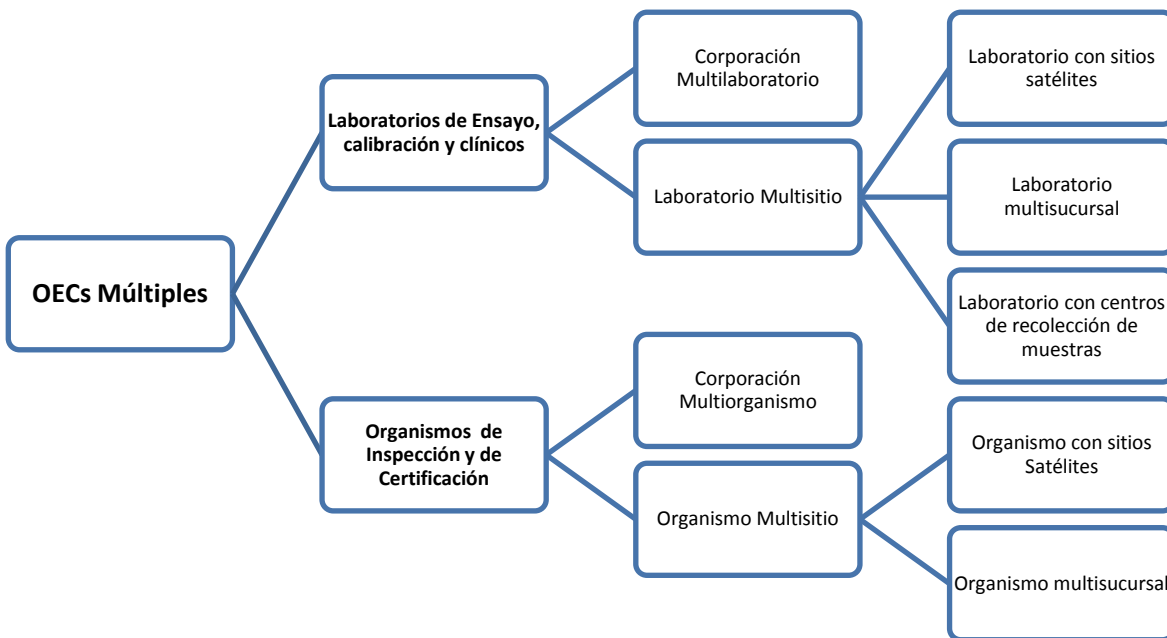 OECs Múltiples
Laboratorios de Ensayo,
calibración y clínicos
Corporación
Multilaboratorio
Laboratorio Multisitio
Laboratorio con sitios
satélites
Laboratorio
multisucursal
Laboratorio con centros
de recolección de
muestras
Organismos de
Inspección y de
Certificación
Corporación
Multiorganismo
Organismo Multisitio
Organismo con sitios
Satélites
Organismo multisucursal